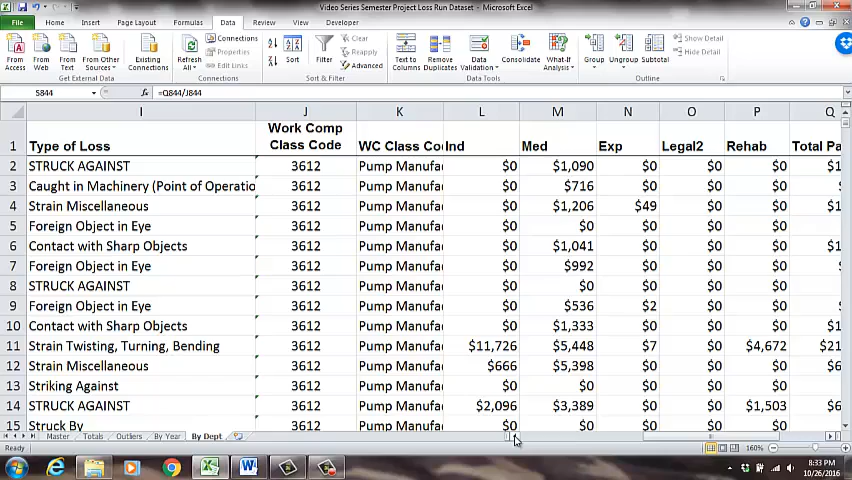 Video Series Semester Project Loss Run Dataset - Microsoft Excel
File Home Insert Page Layout Formulas Data Review View Developer
From Access
From Web
From Text
From Other Sources
Existing Connections
Get External Data
Refresh All
Connections
Properties
Edit Links
Connections
Sort
Filter
Clear
Reapply
Advanced
Sort & Filter
Text to Columns
Remove Duplicates
Data Validation
Consolidate
What-If Analysis
Data Tools
Group
Ungroup
Subtotal
Show Detail
Hide Detail
Outline
S844 fx =Q844/J844
I J K L M N O P Q
1 Type of Loss Work Comp Class Code WC Class Co Ind Med Exp Legal2 Rehab Total Pa
2 STRUCK AGAINST 3612 Pump Manufa $0 $1,090 $0 $0 $0 $1
3 Caught in Machinery (Point of Operatio 3612 Pump Manufa $0 $716 $0 $0 $0
4 Strain Miscellaneous 3612 Pump Manufa $0 $1,206 $49 $0 $0 $1
5 Foreign Object in Eye 3612 Pump Manufa $0 $0 $0 $0 $0
6 Contact with Sharp Objects 3612 Pump Manufa $0 $1,041 $0 $0 $0 $1
7 Foreign Object in Eye 3612 Pump Manufa $0 $992 $0 $0 $0
8 STRUCK AGAINST 3612 Pump Manufa $0 $0 $0 $0 $0
9 Foreign Object in Eye 3612 Pump Manufa $0 $536 $2 $0 $0
10 Contact with Sharp Objects 3612 Pump Manufa $0 $1,333 $0 $0 $0 $1
11 Strain Twisting, Turning, Bending 3612 Pump Manufa $11,726 $5,448 $7 $0 $4,672 $21
12 Strain Miscellaneous 3612 Pump Manufa $666 $5,398 $0 $0 $0 $6
13 Striking Against 3612 Pump Manufa $0 $0 $0 $0 $0
14 STRUCK AGAINST 3612 Pump Manufa $2,096 $3,389 $0 $0 $1,503 $6
15 Struck By 3612 Pump Manufa $0 $0 $0 $0 $0
Master Totals Outliers By Year By Dept
Ready 160%
8:33 PM
10/26/2016